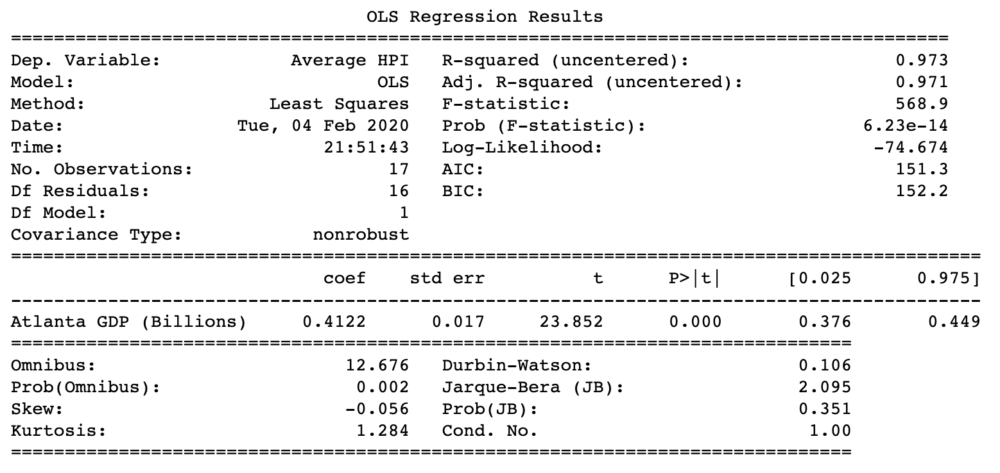 OLS Regression Results
==============================================================================================
Dep. Variable: Average HPI R-squared (uncentered): 0.973
Model: OLS Adj. R-squared (uncentered): 0.971
Method: Least Squares F-statistic: 568.9
Date: Tue, 04 Feb 2020 Prob (F-statistic): 6.23e-14
Time: 21:51:43 Log-Likelihood: -74.674
No. Observations: 17 AIC: 151.3
Df Residuals: 16 BIC: 152.2
Df Model: 1
Covariance Type: nonrobust
==========================================================================================
coef std err t P>|t| [0.025 0.975]
------------------------------------------------------------------------------------------
Atlanta GDP (Billions) 0.4122 0.017 23.852 0.000 0.376 0.449
==============================================================================
Omnibus: 12.676 Durbin-Watson: 0.106
Prob(Omnibus): 0.002 Jarque-Bera (JB): 2.095
Skew: -0.056 Prob(JB): 0.351
Kurtosis: 1.284 Cond. No. 1.00
==============================================================================